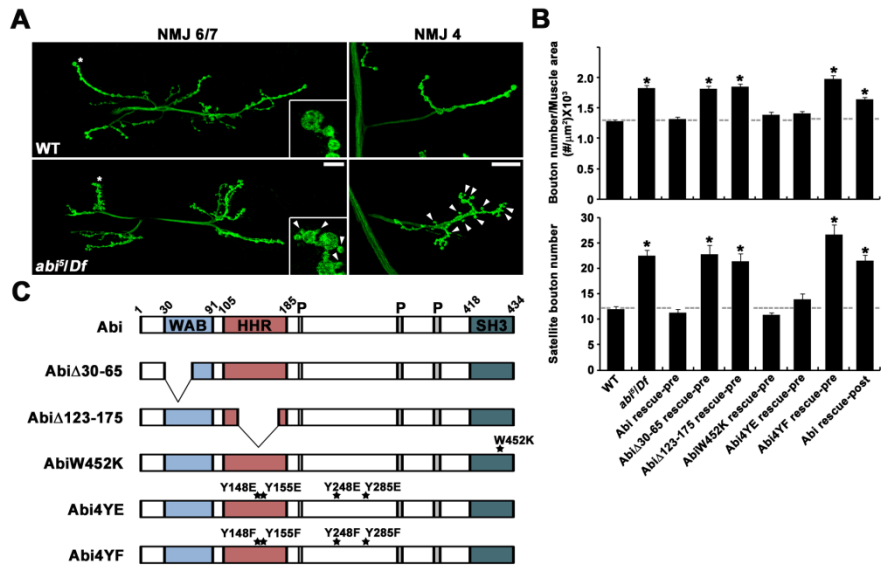 A
NMJ 6/7
NMJ 4
*
WT
*
abi⁵/Df
B
Bouton number/Muscle area
(#/μm²)X10³
2.0
1.5
1.0
0.5
0
* * * * *
Satellite bouton number
30
25
20
15
10
5
0
* * * * *
WT
abi⁵/Df
Abi rescue-pre
AbiΔ30-65 rescue-pre
AbiΔ123-175 rescue-pre
AbiW452K rescue-pre
Abi4YE rescue-pre
Abi4YF rescue-pre
Abi rescue-post
C
1 30 91 105 185 P P P 418 434
Abi WAB HHR SH3
AbiΔ30-65
AbiΔ123-175
W452K
AbiW452K
Y148E Y155E Y248E Y285E
Abi4YE
Y148F Y155F Y248F Y285F
Abi4YF